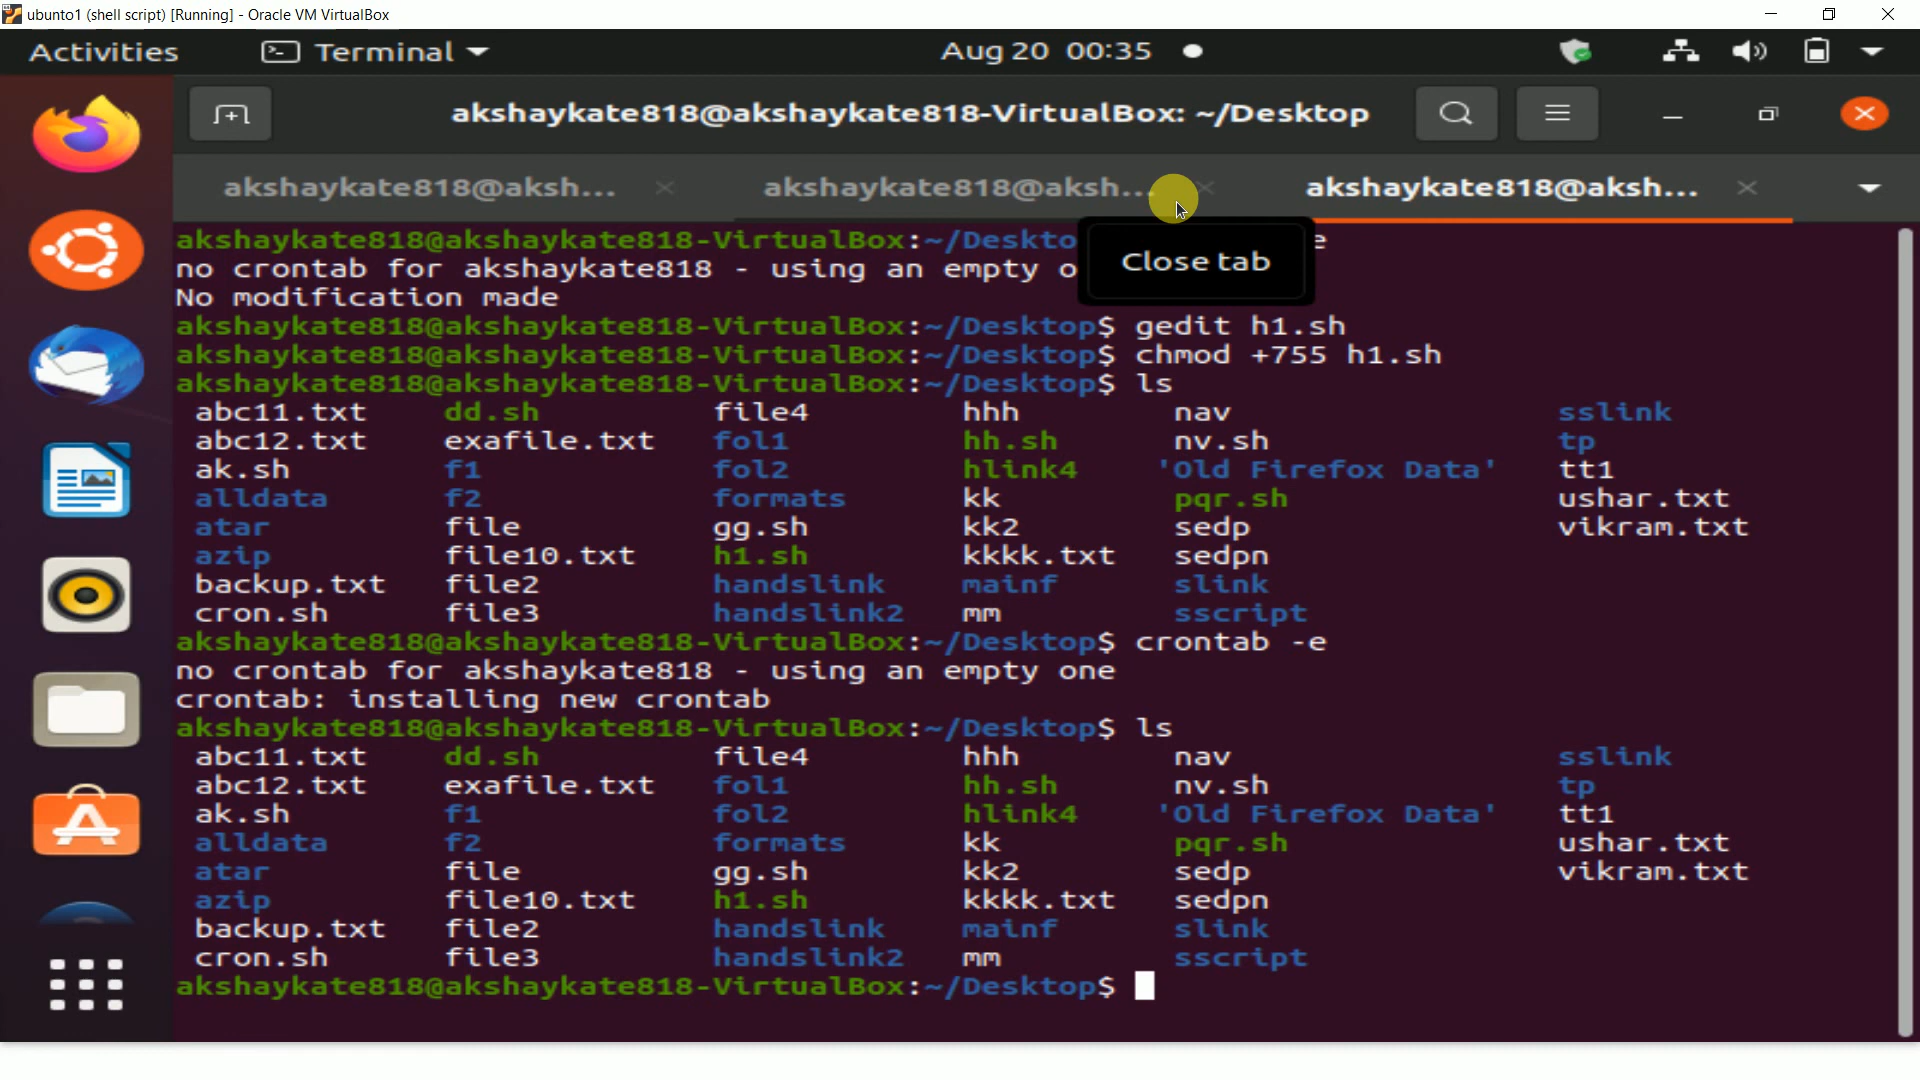 ubunto1 (shell script) [Running] - Oracle VM VirtualBox
Activities Terminal Aug 20 00:35
akshaykate818@akshaykate818-VirtualBox: ~/Desktop
akshaykate818@aksh... akshaykate818@aksh... akshaykate818@aksh...
Close tab
akshaykate818@akshaykate818-VirtualBox:~/Deskto e
no crontab for akshaykate818 - using an empty o
No modification made
akshaykate818@akshaykate818-VirtualBox:~/Desktop$ gedit h1.sh
akshaykate818@akshaykate818-VirtualBox:~/Desktop$ chmod +755 h1.sh
akshaykate818@akshaykate818-VirtualBox:~/Desktop$ ls
abc11.txt dd.sh file4 hhh nav sslink
abc12.txt exafile.txt fol1 hh.sh nv.sh tp
ak.sh f1 fol2 hlink4 'Old Firefox Data' tt1
alldata f2 formats kk pqr.sh ushar.txt
atar file gg.sh kk2 sedp vikram.txt
azip file10.txt h1.sh kkkk.txt sedpn
backup.txt file2 handslink mainf slink
cron.sh file3 handslink2 mm sscript
akshaykate818@akshaykate818-VirtualBox:~/Desktop$ crontab -e
no crontab for akshaykate818 - using an empty one
crontab: installing new crontab
akshaykate818@akshaykate818-VirtualBox:~/Desktop$ ls
abc11.txt dd.sh file4 hhh nav sslink
abc12.txt exafile.txt fol1 hh.sh nv.sh tp
ak.sh f1 fol2 hlink4 'Old Firefox Data' tt1
alldata f2 formats kk pqr.sh ushar.txt
atar file gg.sh kk2 sedp vikram.txt
azip file10.txt h1.sh kkkk.txt sedpn
backup.txt file2 handslink mainf slink
cron.sh file3 handslink2 mm sscript
akshaykate818@akshaykate818-VirtualBox:~/Desktop$